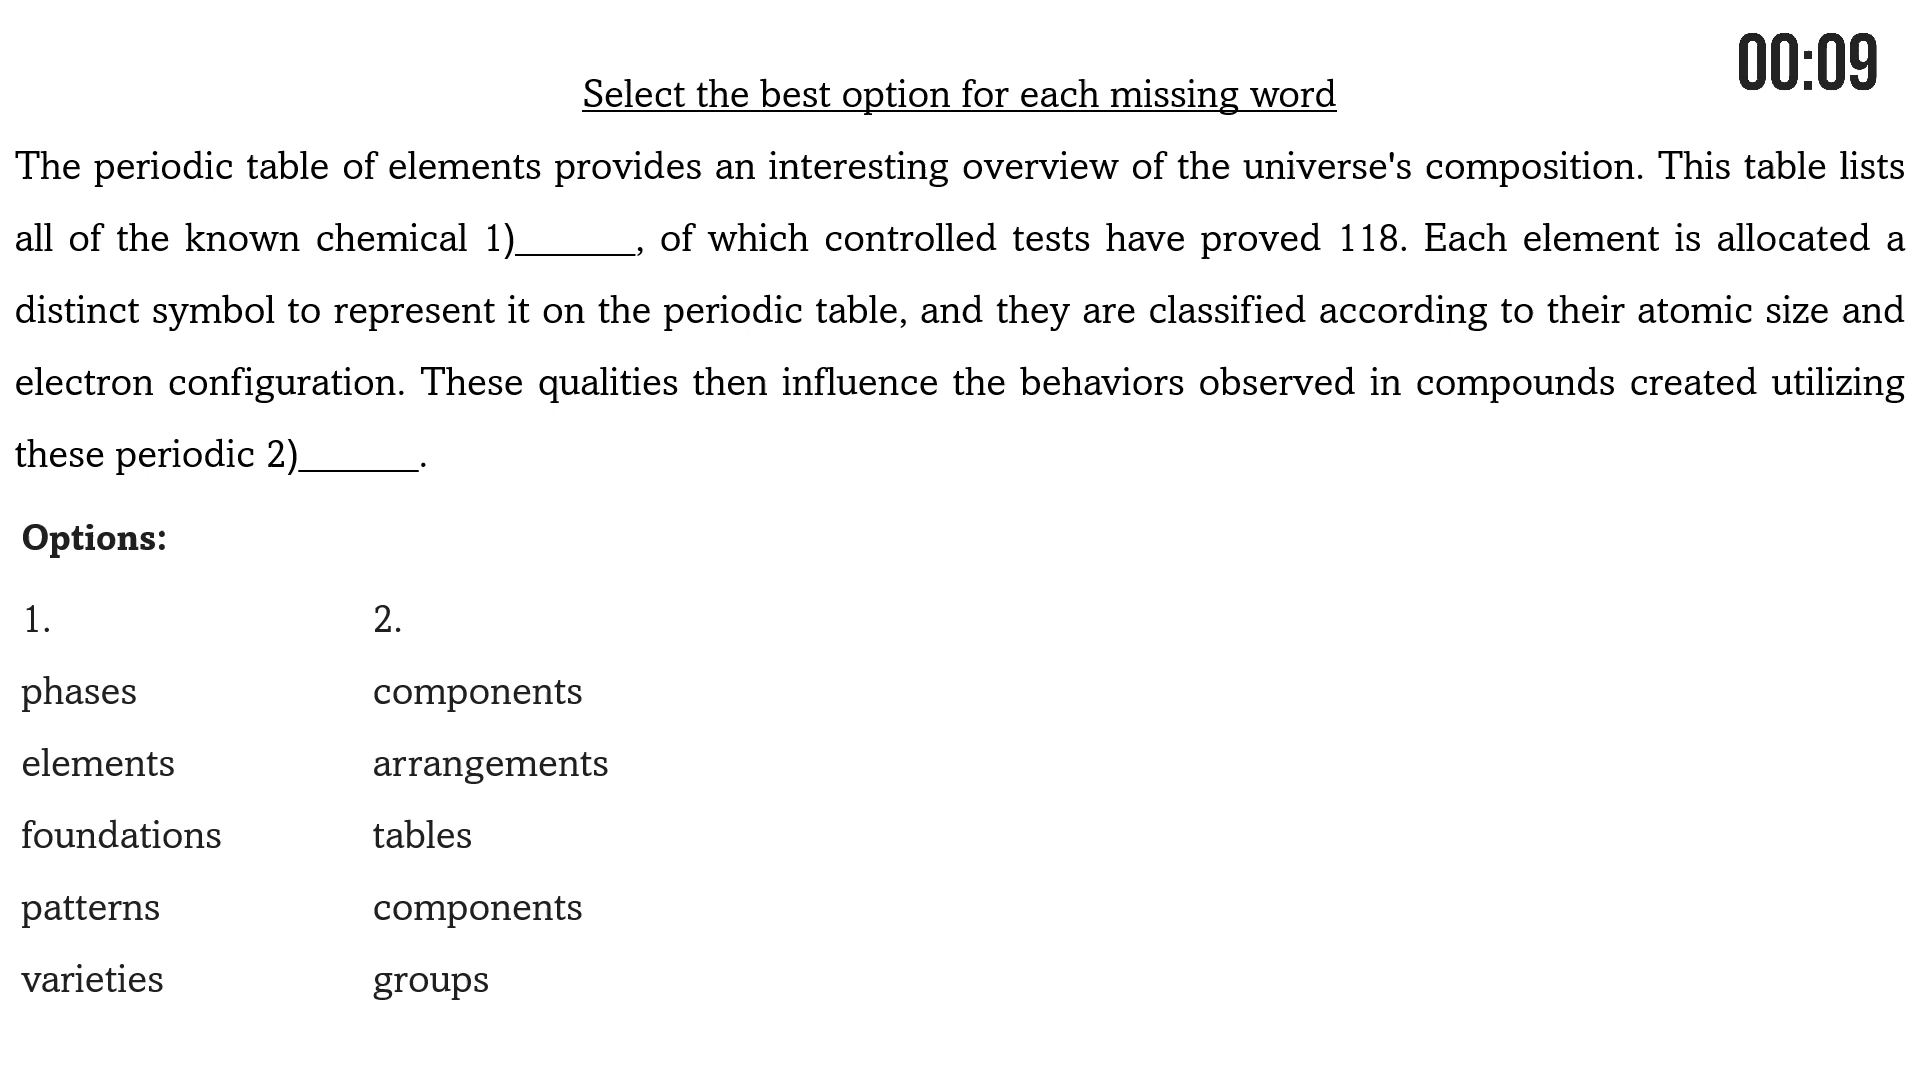 00:09
Select the best option for each missing word
The periodic table of elements provides an interesting overview of the universe's composition. This table lists
all of the known chemical 1)______, of which controlled tests have proved 118. Each element is allocated a
distinct symbol to represent it on the periodic table, and they are classified according to their atomic size and
electron configuration. These qualities then influence the behaviors observed in compounds created utilizing
these periodic 2)______.
Options:
1. 2.
phases components
elements arrangements
foundations tables
patterns components
varieties groups